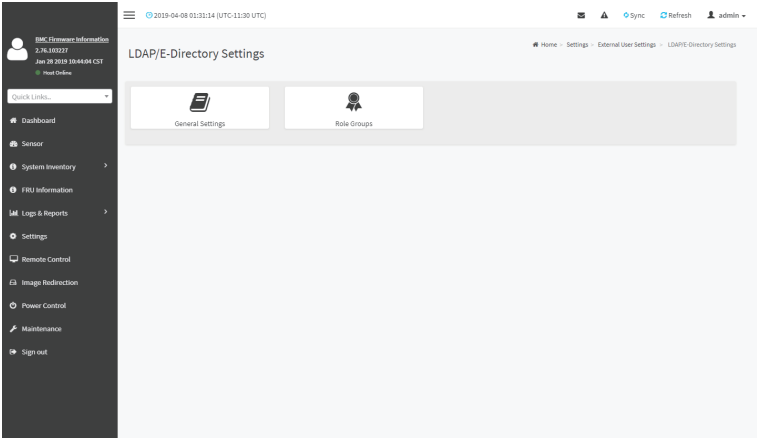 BMC Firmware Information
2.76.103227
Jan 28 2019 10:44:04 CST
Host Online
Quick Links...
Dashboard
Sensor
System Inventory
FRU Information
Logs & Reports
Settings
Remote Control
Image Redirection
Power Control
Maintenance
Sign out
2019-04-08 01:31:14 (UTC-11:30 UTC)
Sync
Refresh
admin
LDAP/E-Directory Settings
Home > Settings > External User Settings > LDAP/E-Directory Settings
General Settings
Role Groups